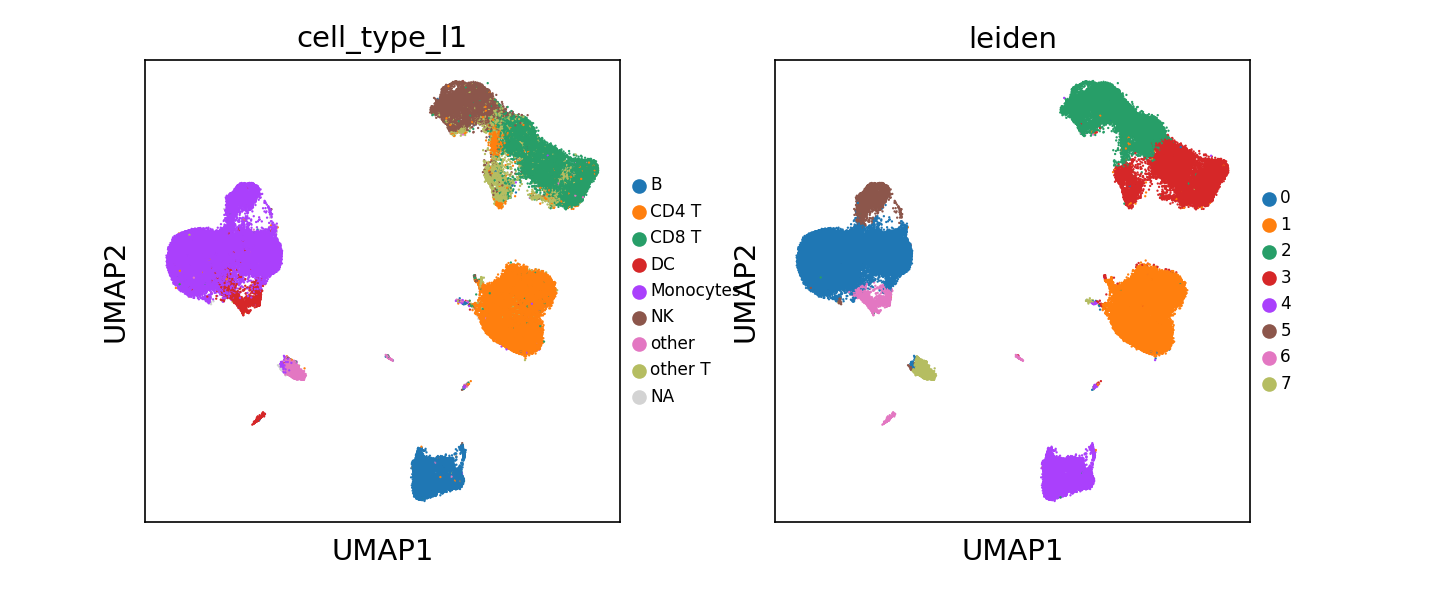 cell_type_l1
UMAP2
UMAP1
B
CD4 T
CD8 T
DC
Monocytes
NK
other
other T
NA
leiden
UMAP2
UMAP1
0
1
2
3
4
5
6
7